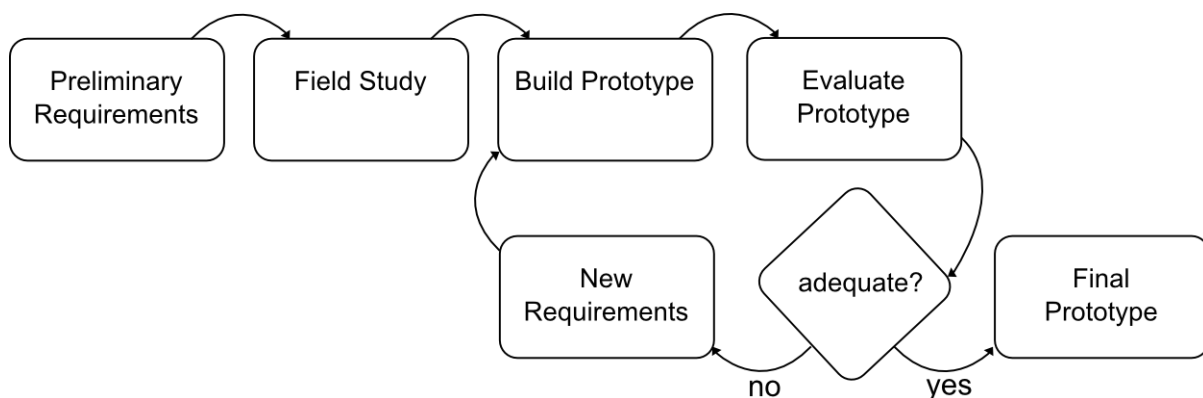 Preliminary
Requirements
Field Study
Build Prototype
Evaluate
Prototype
New
Requirements
adequate?
Final
Prototype
no
yes